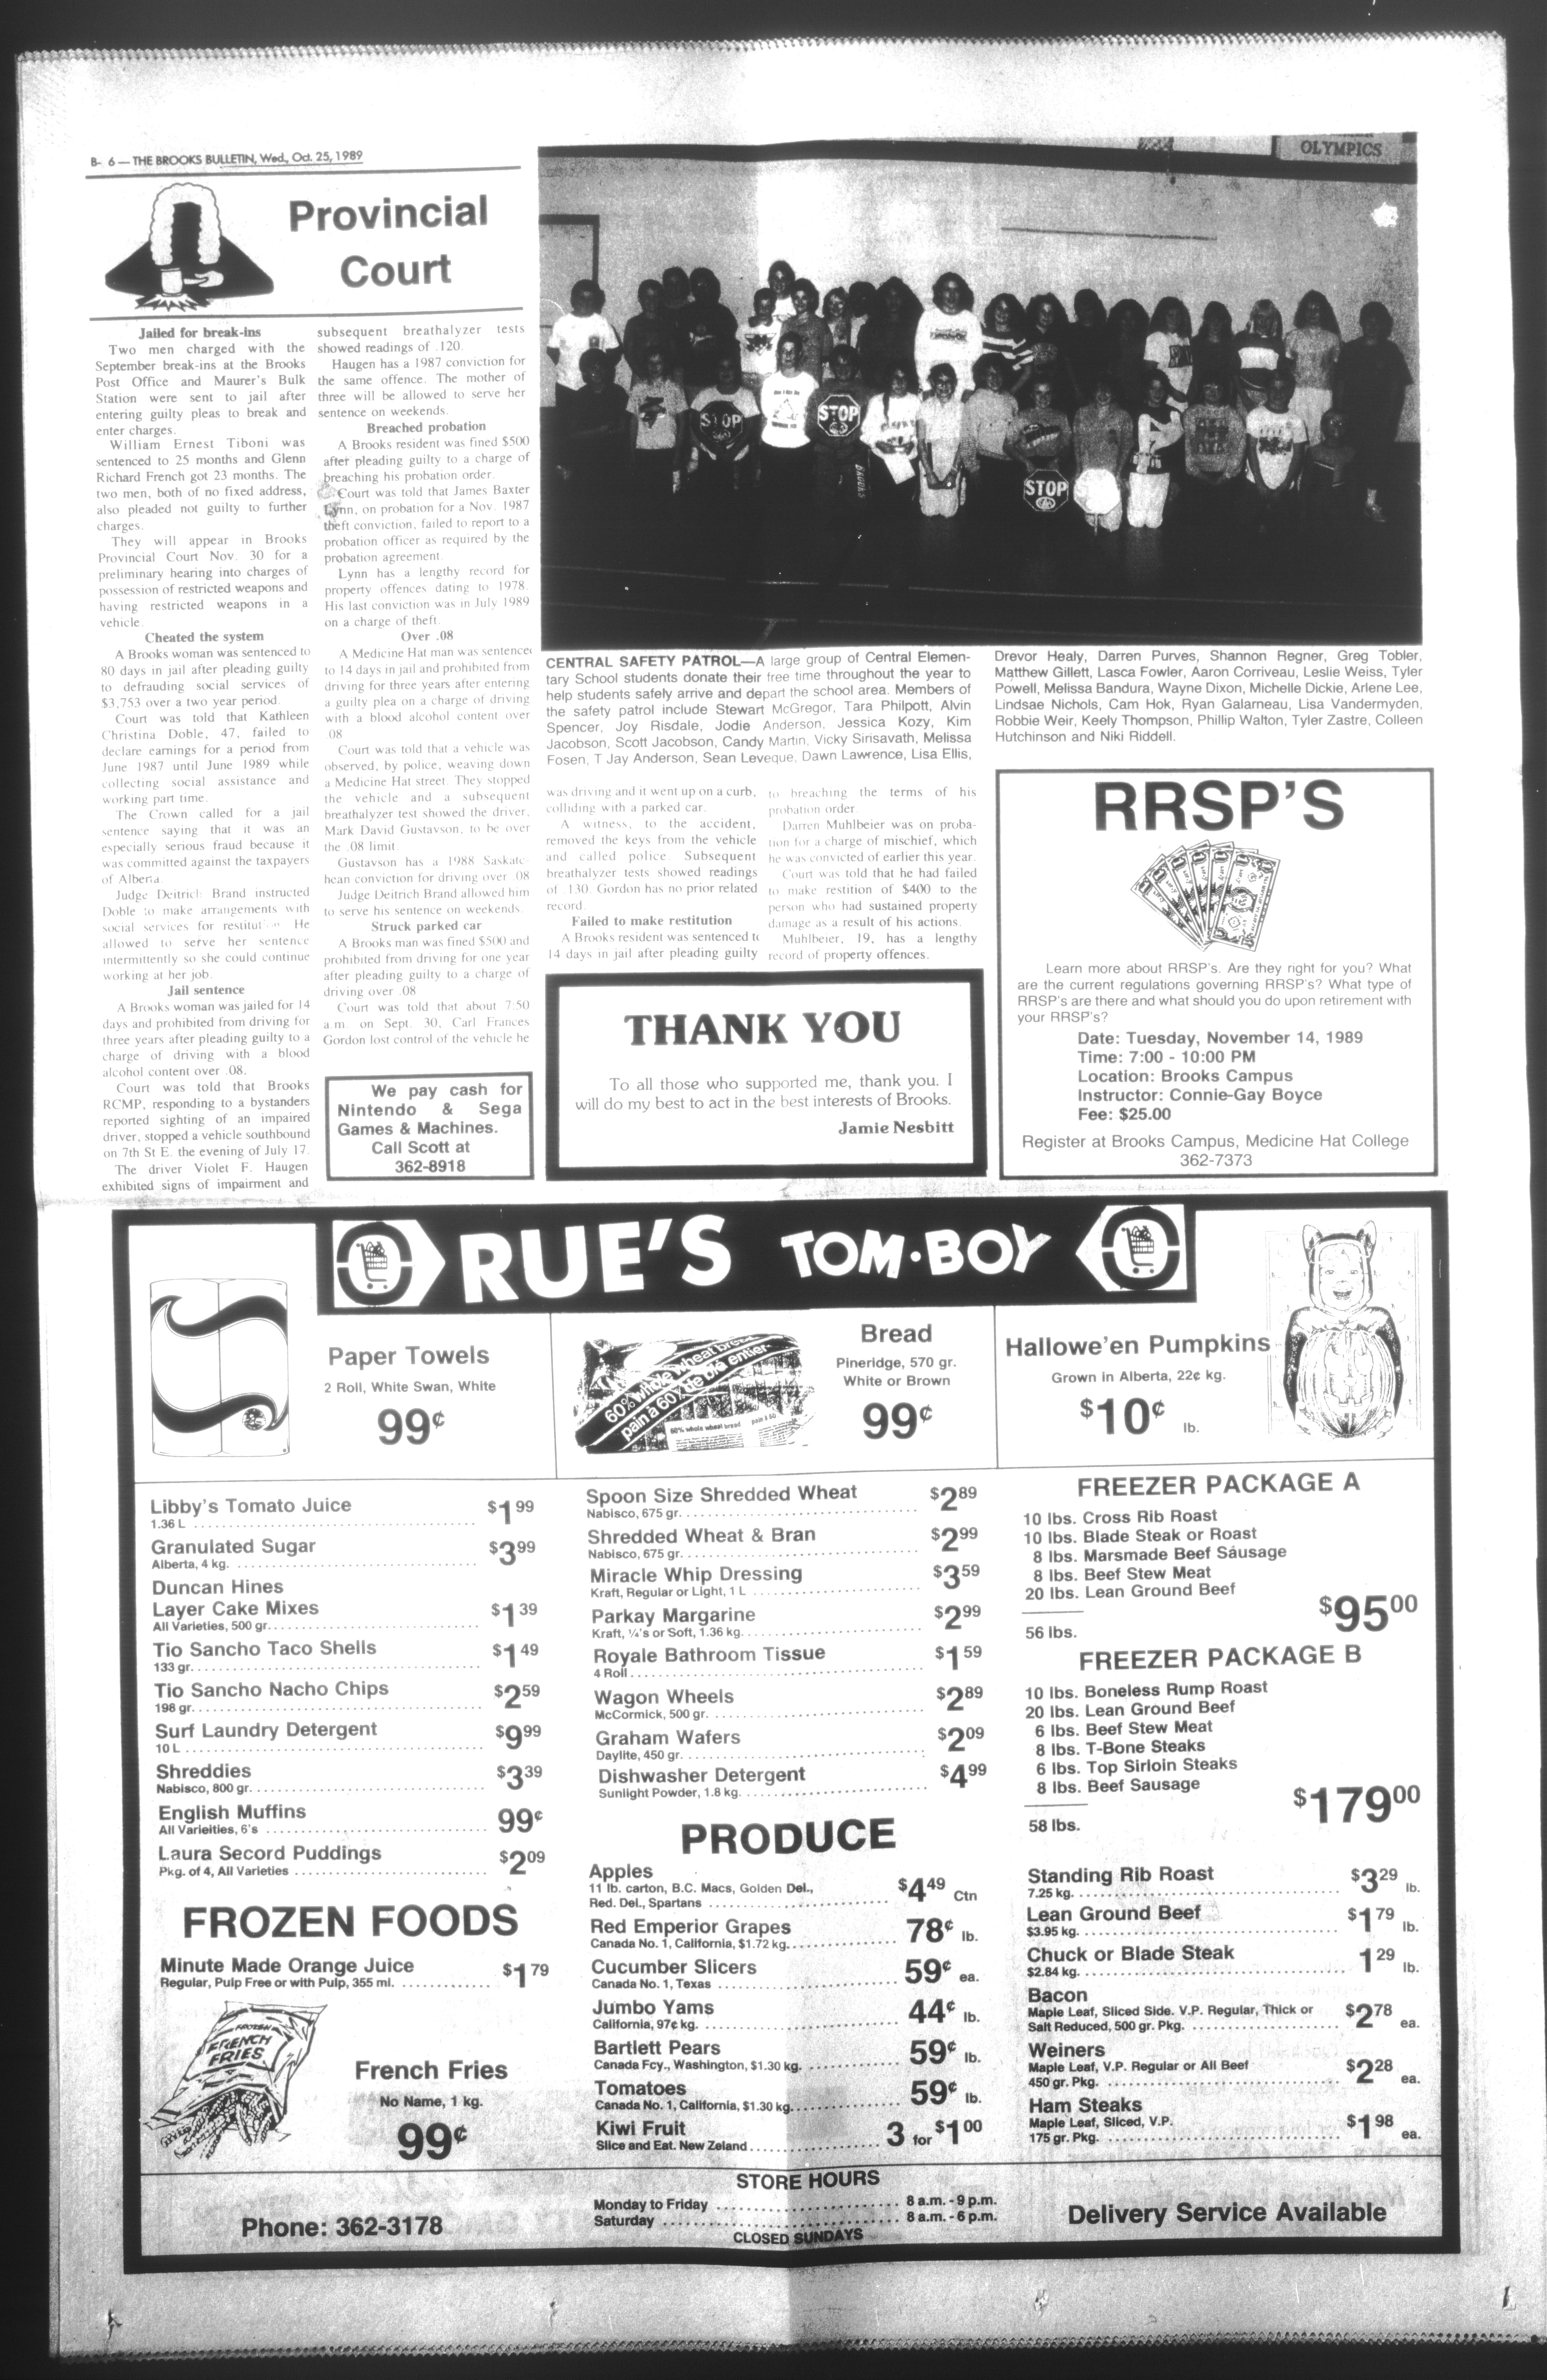 B- 6 — THE BROOKS BULLETIN, Wed., Oct. 25, 1989
Provincial
Court
Jailed for break-ins
Two men charged with the
September break-ins at the Brooks
Post Office and Maurer's Bulk
Station were sent to jail after
entering guilty pleas to break and
enter charges.
William Ernest Tiboni was
sentenced to 25 months and Glenn
Richard French got 23 months. The
two men, both of no fixed address,
also pleaded not guilty to further
charges.
They will appear in Brooks
Provincial Court Nov. 30 for a
preliminary hearing into charges of
possession of restricted weapons and
having restricted weapons in a
vehicle.
Cheated the system
A Brooks woman was sentenced to
80 days in jail after pleading guilty
to defrauding social services of
$3,753 over a two year period.
Court was told that Kathleen
Christina Doble, 47, failed to
declare earnings for a period from
June 1987 until June 1989 while
collecting social assistance and
working part time.
The Crown called for a jail
sentence saying that it was an
especially serious fraud because it
was committed against the taxpayers
of Alberta.
Judge Deitrich Brand instructed
Doble to make arrangements with
social services for He
allowed to serve her sentence
intermittently so she could continue
working at her job.
Jail sentence
A Brooks woman was jailed for 14
days and prohibited from driving for
three years after pleading guilty to a
charge of driving with a blood
alcohol content over .08.
Court was told that Brooks
RCMP, responding to a bystanders
reported sighting of an impaired
driver, stopped a vehicle southbound
on 7th St E. the evening of July 17.
The driver Violet F. Haugen
exhibited signs of impairment and
subsequent breathalyzer tests
showed readings of .120.
Haugen has a 1987 conviction for
the same offence. The mother of
three will be allowed to serve her
sentence on weekends.
Breached probation
A Brooks resident was fined $500
after pleading guilty to a charge of
breaching his probation order.
Court was told that James Baxter
Lynn, on probation for a Nov. 1987
theft conviction, failed to report to a
probation officer as required by the
probation agreement.
Lynn has a lengthy record for
property offences dating to 1978.
His last conviction was in July 1989
on a charge of theft.
Over .08
A Medicine Hat man was sentenced
to 14 days in jail and prohibited from
driving for three years after entering
a guilty plea on a charge of driving
with a blood alcohol content over
.08
Court was told that a vehicle was
observed, by police, weaving down
a Medicine Hat street. They stopped
the vehicle and a subsequent
breathalyzer test showed the driver,
Mark David Gustavson, to be over
the .08 limit.
Gustavson has a 1988 Saskatc-
hean conviction for driving over .08
Judge Deitrich Brand allowed him
to serve his sentence on weekends.
Struck parked car
A Brooks man was fined $500 and
prohibited from driving for one year
after pleading guilty to a charge of
driving over .08
Court was told that about 7:50
a.m. on Sept. 30, Carl Frances
Gordon lost control of the vehicle he
We pay cash for
Nintendo & Sega
Games & Machines.
Call Scott at
362-8918
OLYMPICS
STOP
STOP
STOP
CENTRAL SAFETY PATROL—A large group of Central Elemen-
tary School students donate their free time throughout the year to
help students safely arrive and depart the school area. Members of
the safety patrol include Stewart McGregor, Tara Philpott, Alvin
Spencer, Joy Risdale, Jodie Anderson, Jessica Kozy, Kim
Jacobson, Scott Jacobson, Candy Martin, Vicky Sirisavath, Melissa
Fosen, T Jay Anderson, Sean Leveque, Dawn Lawrence, Lisa Ellis,
Drevor Healy, Darren Purves, Shannon Regner, Greg Tobler,
Matthew Gillett, Lasca Fowler, Aaron Corriveau, Leslie Weiss, Tyler
Powell, Melissa Bandura, Wayne Dixon, Michelle Dickie, Arlene Lee,
Lindsae Nichols, Cam Hok, Ryan Galarneau, Lisa Vandermyden,
Robbie Weir, Keely Thompson, Phillip Walton, Tyler Zastre, Colleen
Hutchinson and Niki Riddell.
was driving and it went up on a curb,
colliding with a parked car.
A witness, to the accident,
removed the keys from the vehicle
and called police. Subsequent
breathalyzer tests showed readings
of .130. Gordon has no prior related
record.
Failed to make restitution
A Brooks resident was sentenced to
14 days in jail after pleading guilty
to breaching the terms of his
probation order.
Darren Muhlbeier was on proba-
tion for a charge of mischief, which
he was convicted of earlier this year.
Court was told that he had failed
to make restition of $400 to the
person who had sustained property
damage as a result of his actions.
Muhlbeier, 19, has a lengthy
record of property offences.
THANK YOU
To all those who supported me, thank you. I
will do my best to act in the best interests of Brooks.
Jamie Nesbitt
RRSP'S
Learn more about RRSP's. Are they right for you? What
are the current regulations governing RRSP's? What type of
RRSP's are there and what should you do upon retirement with
your RRSP's?
Date: Tuesday, November 14, 1989
Time: 7:00 - 10:00 PM
Location: Brooks Campus
Instructor: Connie-Gay Boyce
Fee: $25.00
Register at Brooks Campus, Medicine Hat College
362-7373
RUE'S TOM•BOY
Paper Towels
2 Roll, White Swan, White
99¢
60% whole wheat bread
pain à 60% de blé entier
60% whole wheat bread
Bread
Pineridge, 570 gr.
White or Brown
99¢
Hallowe'en Pumpkins
Grown in Alberta, 22¢ kg.
$10¢ lb.
Libby's Tomato Juice $1 99
1.36 L
Granulated Sugar $3 99
Alberta, 4 kg.
Duncan Hines
Layer Cake Mixes $1 39
All Varieties, 500 gr.
Tio Sancho Taco Shells $1 49
133 gr.
Tio Sancho Nacho Chips $2 59
198 gr.
Surf Laundry Detergent $9 99
10 L
Shreddies $3 39
Nabisco, 800 gr.
English Muffins 99¢
All Varieities, 6's
Laura Secord Puddings $2 09
Pkg. of 4, All Varieties
FROZEN FOODS
Minute Made Orange Juice $1 79
Regular, Pulp Free or with Pulp, 355 ml.
FROZEN
FRENCH
FRIES
French Fries
No Name, 1 kg.
99¢
Spoon Size Shredded Wheat $2 89
Nabisco, 675 gr.
Shredded Wheat & Bran $2 99
Nabisco, 675 gr.
Miracle Whip Dressing $3 59
Kraft, Regular or Light, 1 L
Parkay Margarine $2 99
Kraft, ¼'s or Soft, 1.36 kg.
Royale Bathroom Tissue $1 59
4 Roll
Wagon Wheels $2 89
McCormick, 500 gr.
Graham Wafers $2 09
Daylite, 450 gr.
Dishwasher Detergent $4 99
Sunlight Powder, 1.8 kg.
PRODUCE
Apples
11 lb. carton, B.C. Macs, Golden Del., $4 49 Ctn
Red. Del., Spartans
Red Emperior Grapes 78¢ lb.
Canada No. 1, California, $1.72 kg.
Cucumber Slicers 59¢ ea.
Canada No. 1, Texas
Jumbo Yams 44¢ lb.
California, 97¢ kg.
Bartlett Pears 59¢ lb.
Canada Fcy., Washington, $1.30 kg.
Tomatoes 59¢ lb.
Canada No. 1, California, $1.30 kg.
Kiwi Fruit 3 for $1 00
Slice and Eat. New Zeland
FREEZER PACKAGE A
10 lbs. Cross Rib Roast
10 lbs. Blade Steak or Roast
8 lbs. Marsmade Beef Sausage
8 lbs. Beef Stew Meat
20 lbs. Lean Ground Beef
56 lbs. $95 00
FREEZER PACKAGE B
10 lbs. Boneless Rump Roast
20 lbs. Lean Ground Beef
6 lbs. Beef Stew Meat
8 lbs. T-Bone Steaks
6 lbs. Top Sirloin Steaks
8 lbs. Beef Sausage
58 lbs. $179 00
Standing Rib Roast $3 29 lb.
7.25 kg.
Lean Ground Beef $1 79 lb.
$3.95 kg.
Chuck or Blade Steak 1 29 lb.
$2.84 kg.
Bacon
Maple Leaf, Sliced Side. V.P. Regular, Thick or $2 78 ea.
Salt Reduced, 500 gr. Pkg.
Weiners
Maple Leaf, V.P. Regular or All Beef $2 28 ea.
450 gr. Pkg.
Ham Steaks
Maple Leaf, Sliced, V.P. $1 98 ea.
175 gr. Pkg.
Phone: 362-3178
STORE HOURS
Monday to Friday 8 a.m. - 9 p.m.
Saturday 8 a.m. - 6 p.m.
CLOSED SUNDAYS
Delivery Service Available